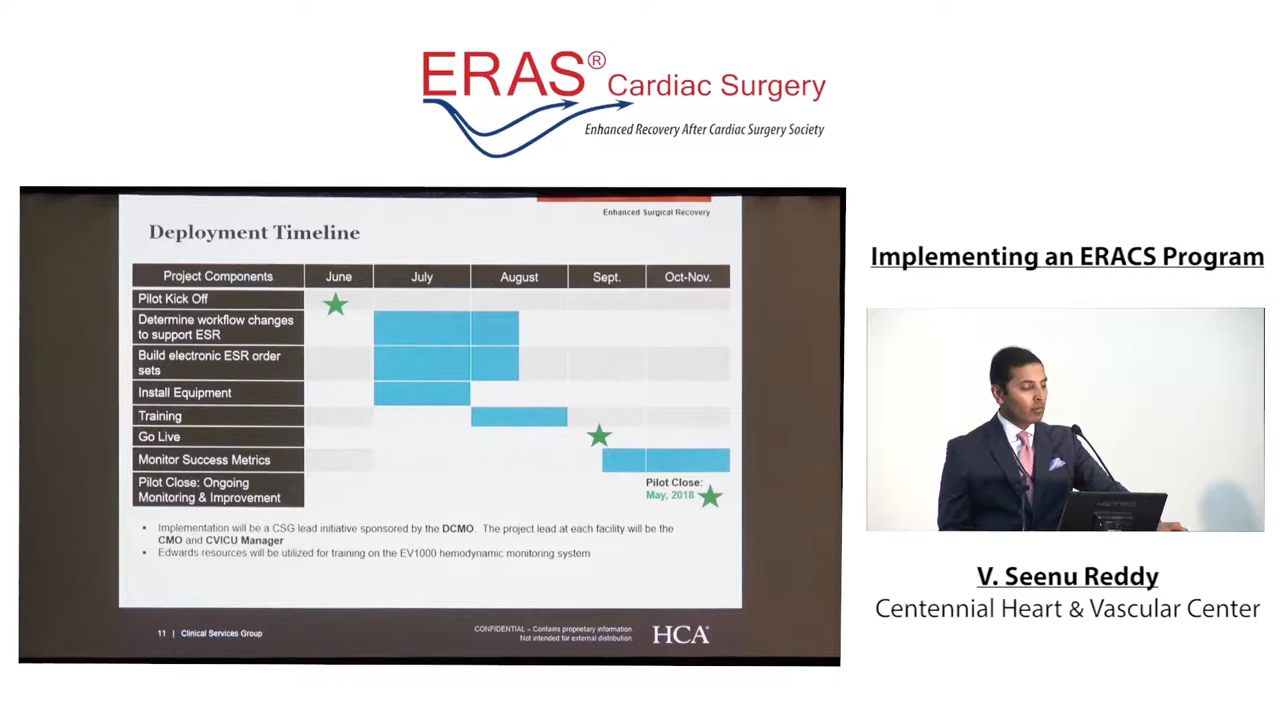 ERAS® Cardiac Surgery
Enhanced Recovery After Cardiac Surgery Society
Enhanced Surgical Recovery
Deployment Timeline
Project Components June July August Sept. Oct-Nov.
Pilot Kick Off
Determine workflow changes
to support ESR
Build electronic ESR order
sets
Install Equipment
Training
Go Live
Monitor Success Metrics
Pilot Close: Ongoing
Monitoring & Improvement
Pilot Close:
May, 2018
▪ Implementation will be a CSG lead initiative sponsored by the DCMO. The project lead at each facility will be the
CMO and CVICU Manager
▪ Edwards resources will be utilized for training on the EV1000 hemodynamic monitoring system
11 | Clinical Services Group
CONFIDENTIAL – Contains proprietary information.
Not intended for external distribution.
HCA®
Implementing an ERACS Program
V. Seenu Reddy
Centennial Heart & Vascular Center